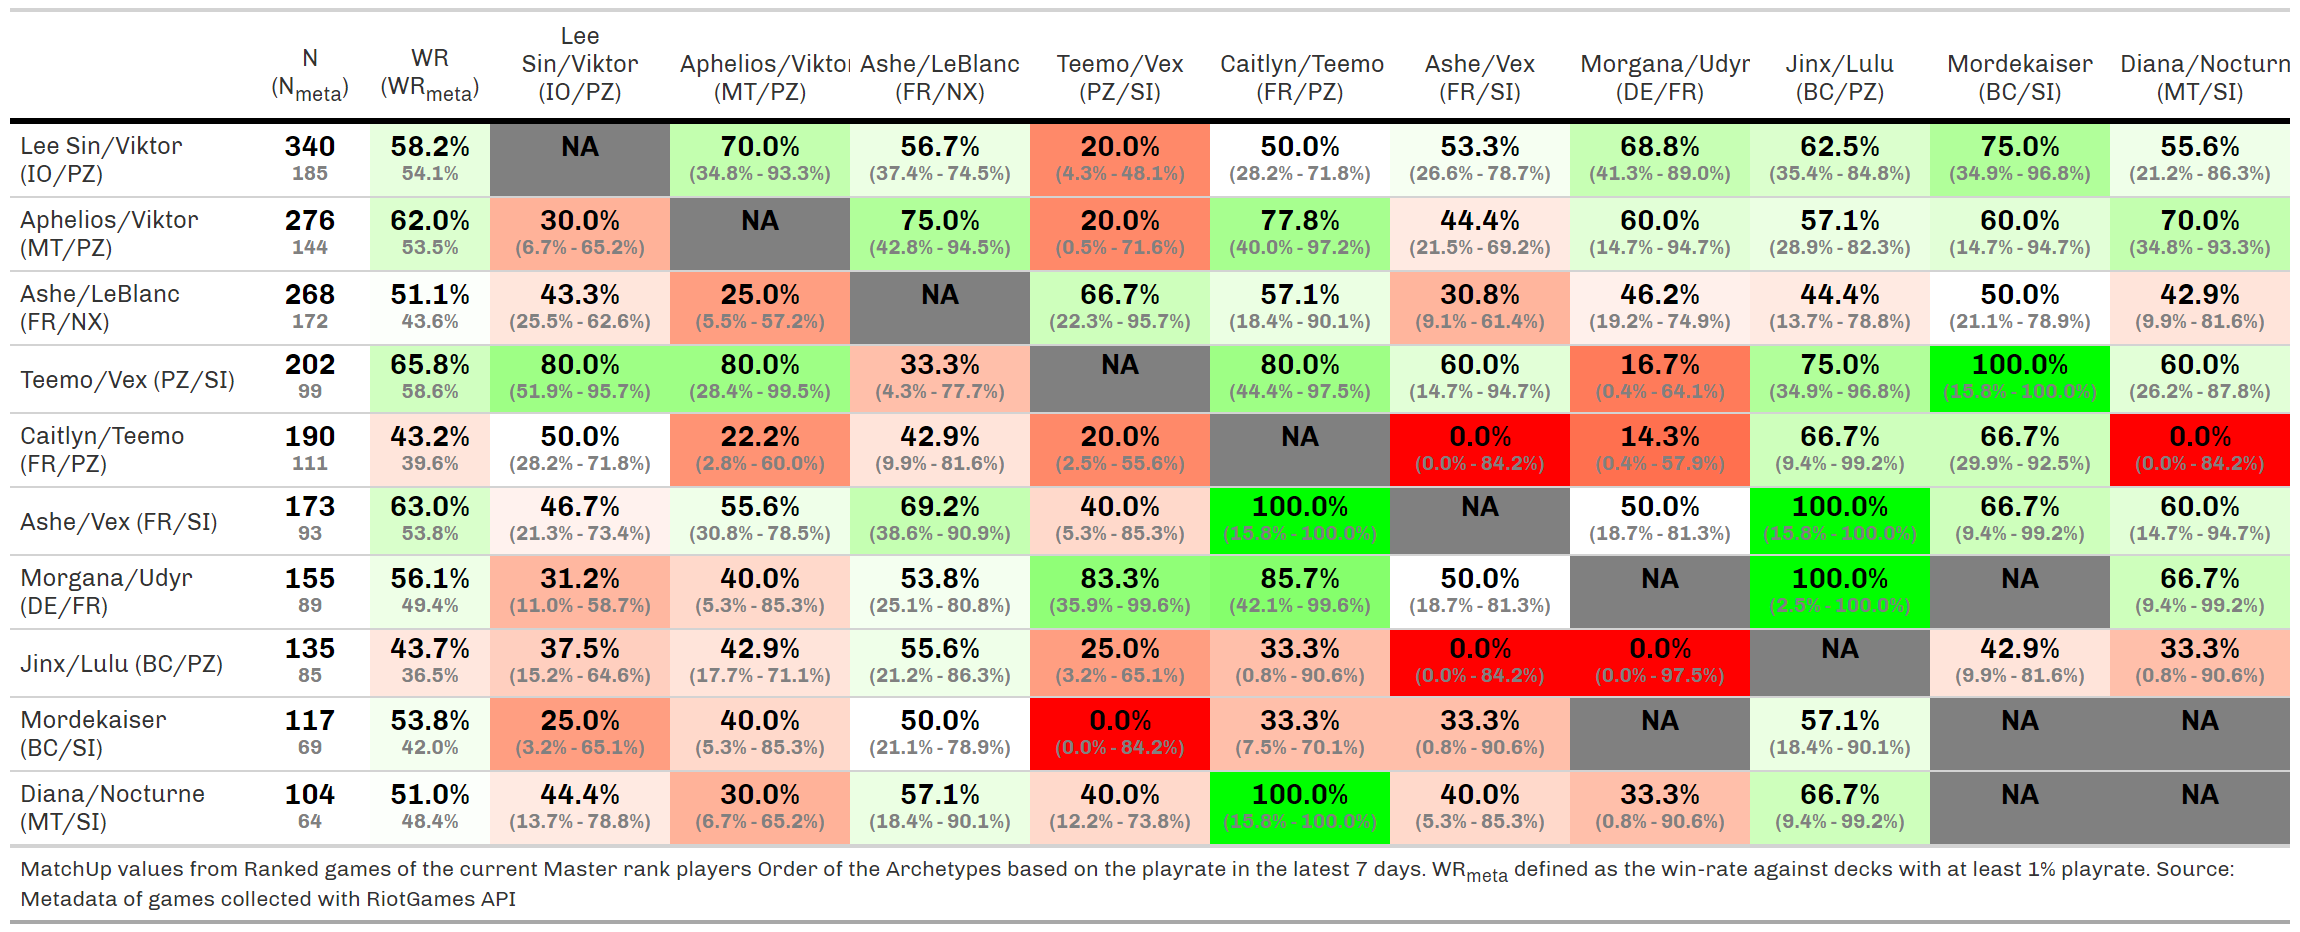 N (N_meta) WR (WR_meta) Lee Sin/Viktor (IO/PZ) Aphelios/Viktor (MT/PZ) Ashe/LeBlanc (FR/NX) Teemo/Vex (PZ/SI) Caitlyn/Teemo (FR/PZ) Ashe/Vex (FR/SI) Morgana/Udyr (DE/FR) Jinx/Lulu (BC/PZ) Mordekaiser (BC/SI) Diana/Nocturn (MT/SI)
Lee Sin/Viktor 340 58.2% NA 70.0% 56.7% 20.0% 50.0% 53.3% 68.8% 62.5% 75.0% 55.6%
(IO/PZ) 185 54.1% (34.8% - 93.3%) (37.4% - 74.5%) (4.3% - 48.1%) (28.2% - 71.8%) (26.6% - 78.7%) (41.3% - 89.0%) (35.4% - 84.8%) (34.9% - 96.8%) (21.2% - 86.3%)
Aphelios/Viktor 276 62.0% 30.0% NA 75.0% 20.0% 77.8% 44.4% 60.0% 57.1% 60.0% 70.0%
(MT/PZ) 144 53.5% (6.7% - 65.2%) (42.8% - 94.5%) (0.5% - 71.6%) (40.0% - 97.2%) (21.5% - 69.2%) (14.7% - 94.7%) (28.9% - 82.3%) (14.7% - 94.7%) (34.8% - 93.3%)
Ashe/LeBlanc 268 51.1% 43.3% 25.0% NA 66.7% 57.1% 30.8% 46.2% 44.4% 50.0% 42.9%
(FR/NX) 172 43.6% (25.5% - 62.6%) (5.5% - 57.2%) (22.3% - 95.7%) (18.4% - 90.1%) (9.1% - 61.4%) (19.2% - 74.9%) (13.7% - 78.8%) (21.1% - 78.9%) (9.9% - 81.6%)
Teemo/Vex (PZ/SI) 202 65.8% 80.0% 80.0% 33.3% NA 80.0% 60.0% 16.7% 75.0% 100.0% 60.0%
99 58.6% (51.9% - 95.7%) (28.4% - 99.5%) (4.3% - 77.7%) (44.4% - 97.5%) (14.7% - 94.7%) (0.4% - 64.1%) (34.9% - 96.8%) (15.8% - 100.0%) (26.2% - 87.8%)
Caitlyn/Teemo 190 43.2% 50.0% 22.2% 42.9% 20.0% NA 0.0% 14.3% 66.7% 66.7% 0.0%
(FR/PZ) 111 39.6% (28.2% - 71.8%) (2.8% - 60.0%) (9.9% - 81.6%) (2.5% - 55.6%) (0.0% - 84.2%) (0.4% - 57.9%) (9.4% - 99.2%) (29.9% - 92.5%) (0.0% - 84.2%)
Ashe/Vex (FR/SI) 173 63.0% 46.7% 55.6% 69.2% 40.0% 100.0% NA 50.0% 100.0% 66.7% 60.0%
93 53.8% (21.3% - 73.4%) (30.8% - 78.5%) (38.6% - 90.9%) (5.3% - 85.3%) (15.8% - 100.0%) (18.7% - 81.3%) (15.8% - 100.0%) (9.4% - 99.2%) (14.7% - 94.7%)
Morgana/Udyr 155 56.1% 31.2% 40.0% 53.8% 83.3% 85.7% 50.0% NA 100.0% NA 66.7%
(DE/FR) 89 49.4% (11.0% - 58.7%) (5.3% - 85.3%) (25.1% - 80.8%) (35.9% - 99.6%) (42.1% - 99.6%) (18.7% - 81.3%) (2.5% - 100.0%) (9.4% - 99.2%)
Jinx/Lulu (BC/PZ) 135 43.7% 37.5% 42.9% 55.6% 25.0% 33.3% 0.0% 0.0% NA 42.9% 33.3%
85 36.5% (15.2% - 64.6%) (17.7% - 71.1%) (21.2% - 86.3%) (3.2% - 65.1%) (0.8% - 90.6%) (0.0% - 84.2%) (0.0% - 97.5%) (9.9% - 81.6%) (0.8% - 90.6%)
Mordekaiser 117 53.8% 25.0% 40.0% 50.0% 0.0% 33.3% 33.3% NA 57.1% NA NA
(BC/SI) 69 42.0% (3.2% - 65.1%) (5.3% - 85.3%) (21.1% - 78.9%) (0.0% - 84.2%) (7.5% - 70.1%) (0.8% - 90.6%) (18.4% - 90.1%)
Diana/Nocturne 104 51.0% 44.4% 30.0% 57.1% 40.0% 100.0% 40.0% 33.3% 66.7% NA NA
(MT/SI) 64 48.4% (13.7% - 78.8%) (6.7% - 65.2%) (18.4% - 90.1%) (12.2% - 73.8%) (15.8% - 100.0%) (5.3% - 85.3%) (0.8% - 90.6%) (9.4% - 99.2%)
MatchUp values from Ranked games of the current Master rank players Order of the Archetypes based on the playrate in the latest 7 days. WR_meta defined as the win-rate against decks with at least 1% playrate. Source:
Metadata of games collected with RiotGames API